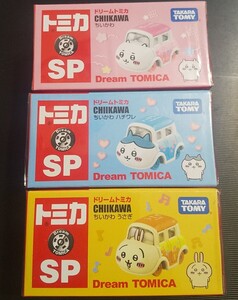 トミカ
SP
ドリームトミカ
CHIIKAWA
ちいかわ
TAKARA TOMY
Dream TOMICA
トミカ
SP
ドリームトミカ
CHIIKAWA
ちいかわ ハチワレ
TAKARA TOMY
Dream TOMICA
トミカ
SP
ドリームトミカ
CHIIKAWA
ちいかわ うさぎ
TAKARA TOMY
Dream TOMICA